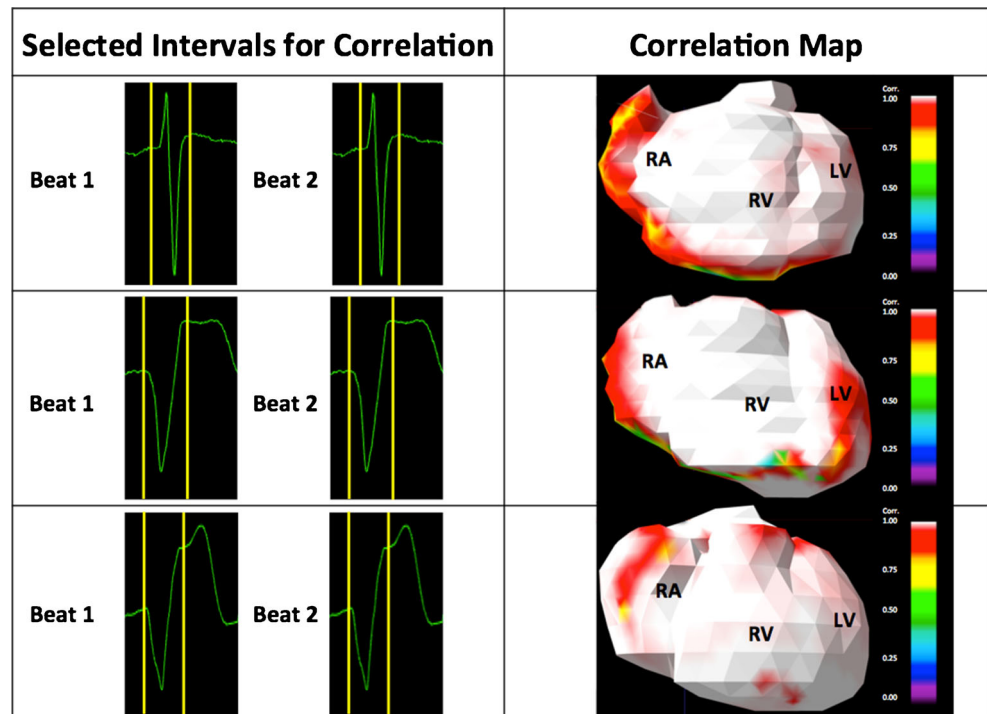 Selected Intervals for Correlation
Correlation Map
Beat 1
Beat 2
RA
RV
LV
Corr.
1.00
0.75
0.50
0.25
0.00
Beat 1
Beat 2
RA
RV
LV
Corr.
1.00
0.75
0.50
0.25
0.00
Beat 1
Beat 2
RA
RV
LV
Corr.
1.00
0.75
0.50
0.25
0.00